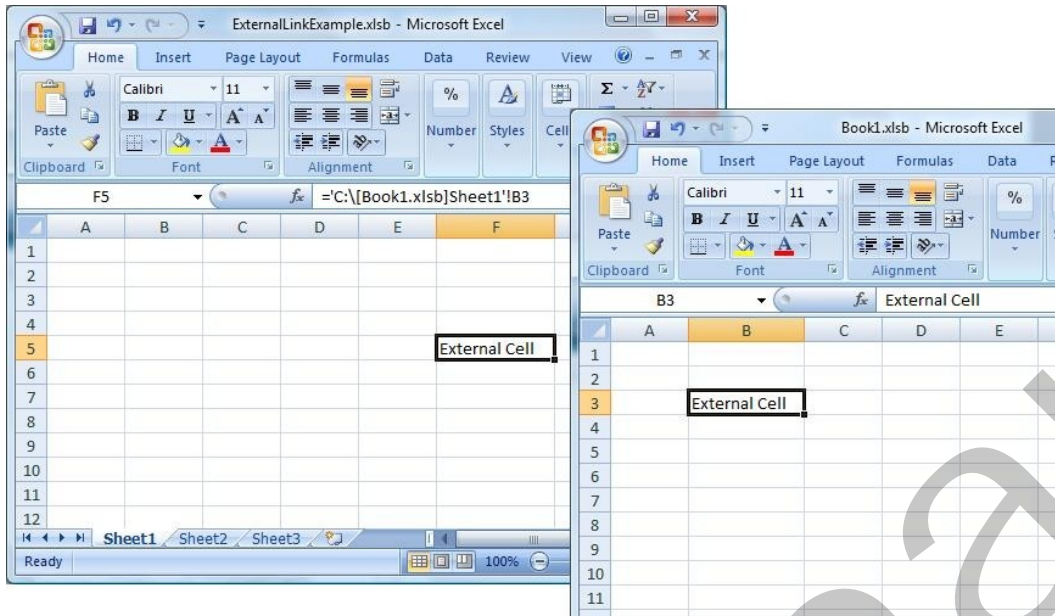 ExternalLinkExample.xlsb - Microsoft Excel
Home Insert Page Layout Formulas Data Review View
Calibri 11
Paste B I U A A Number Styles Cell
Clipboard Font Alignment
F5 fx ='C:\[Book1.xlsb]Sheet1'!B3
A B C D E F
1
2
3
4
5 External Cell
6
7
8
9
10
11
12
Sheet1 Sheet2 Sheet3
Ready 100%
Book1.xlsb - Microsoft Excel
Home Insert Page Layout Formulas Data
Calibri 11 %
Paste B I U A A Number
Clipboard Font Alignment
B3 fx External Cell
A B C D E
1
2
3 External Cell
4
5
6
7
8
9
10
11